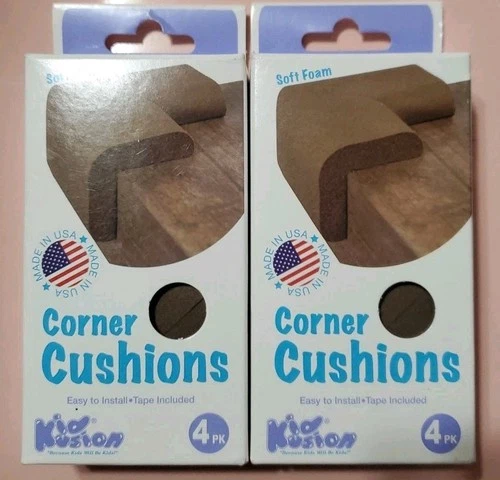 Soft
MADE IN USA ★ MADE IN USA ★
Corner
Cushions
Easy to Install•Tape Included
Kid Kusion
"Because Kids Will Be Kids!"
4 PK
Soft Foam
MADE IN USA ★ MADE IN USA ★
Corner
Cushions
Easy to Install•Tape Included
Kid Kusion
"Because Kids Will Be Kids!"
4 PK